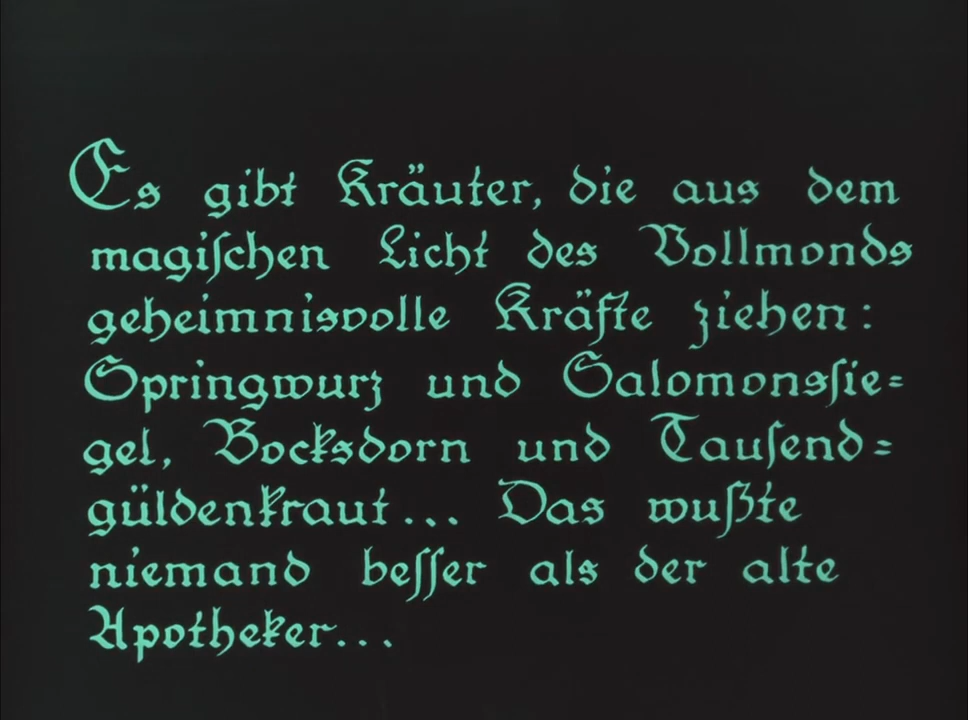 Es gibt Kräuter, die aus dem
magiſchen Licht des Vollmonds
geheimnisvolle Kräfte ziehen:
Springwurz und Salomonsſie=
gel, Bocksdorn und Tauſend=
güldenkraut... Das wußte
niemand beſſer als der alte
Apotheker...